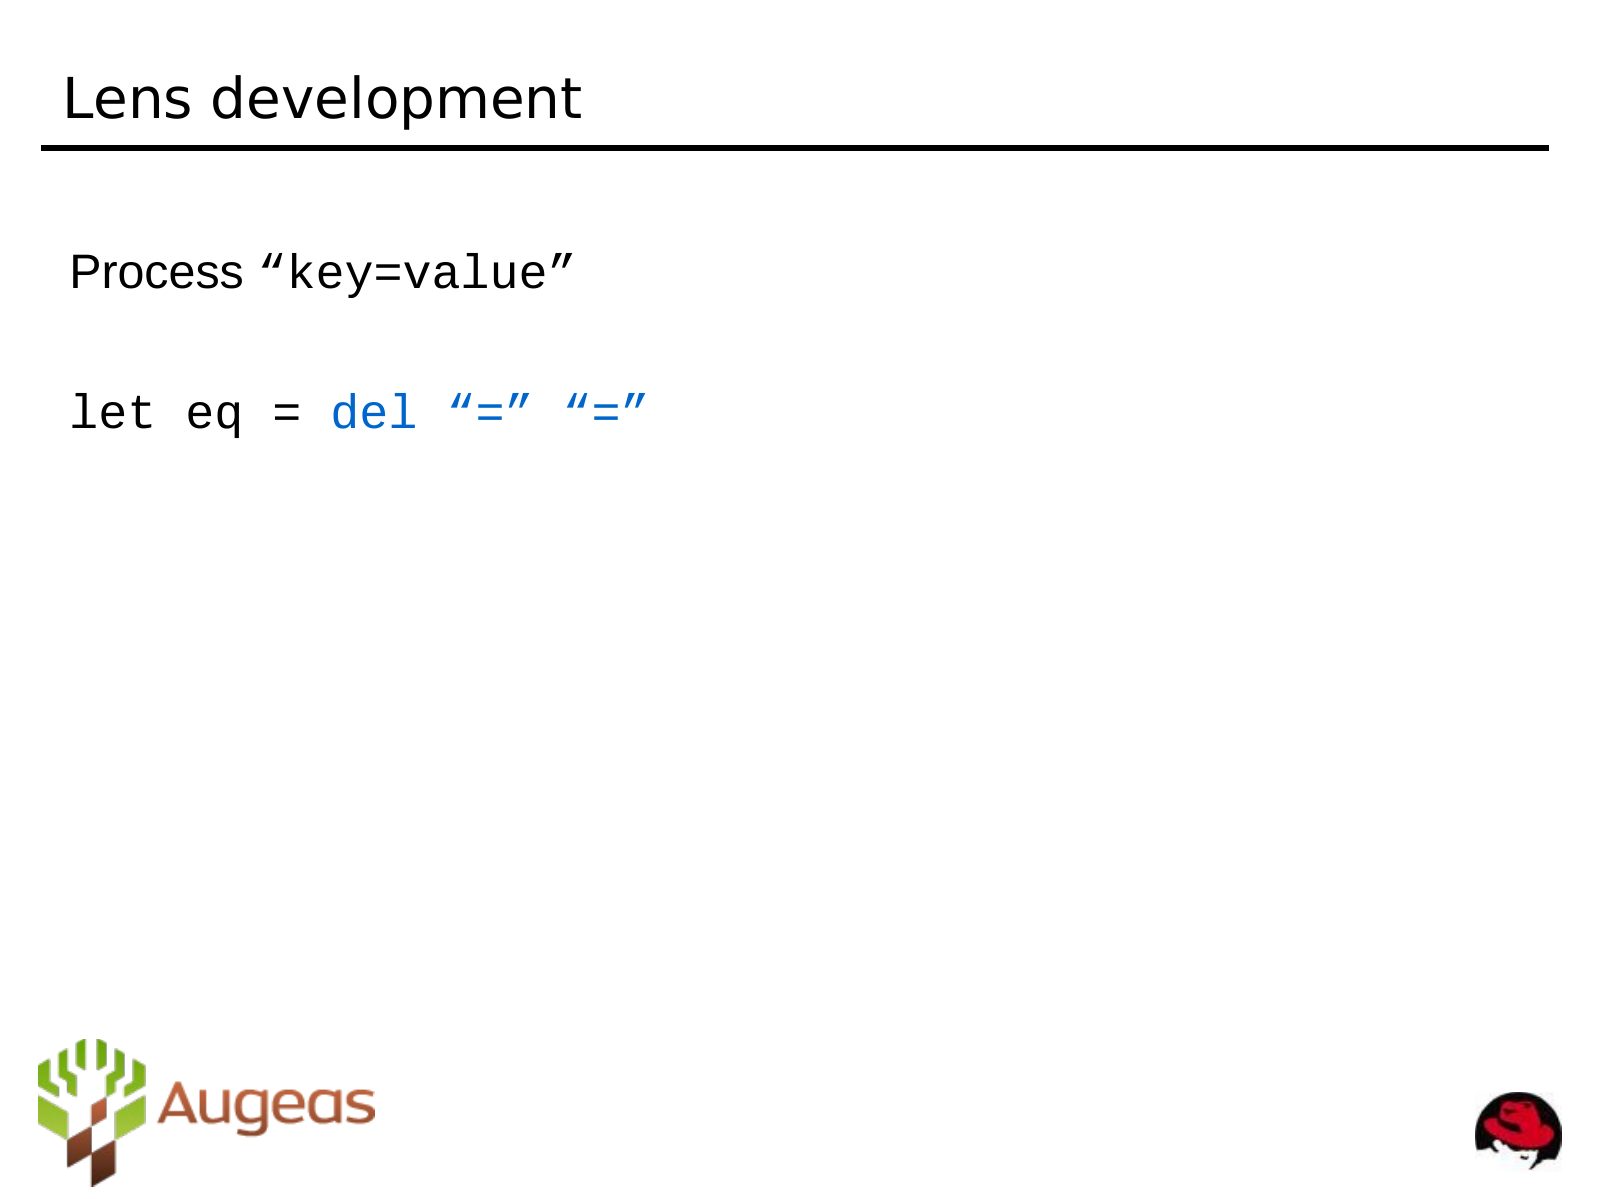 Lens development
Process “key=value”
let eq = del “=” “=”
Augeas